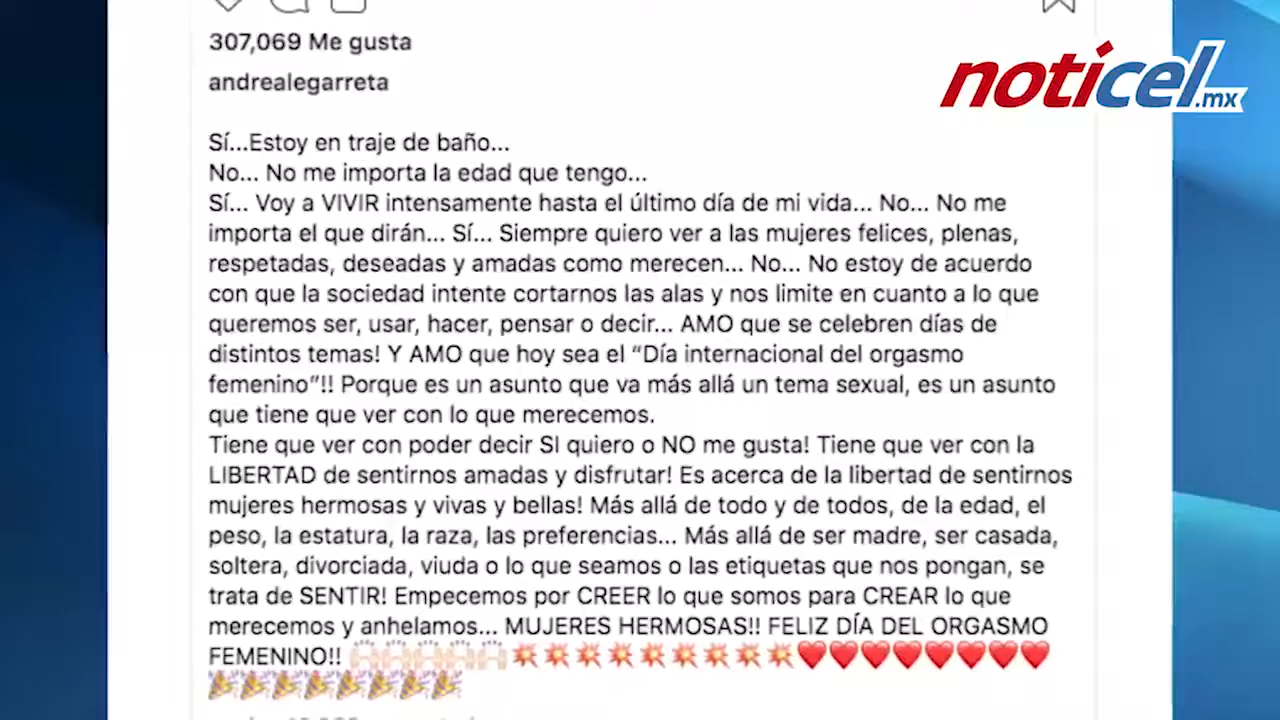 307,069 Me gusta
noticel.mx
andrealegarreta
Sí...Estoy en traje de baño...
No... No me importa la edad que tengo...
Sí... Voy a VIVIR intensamente hasta el último día de mi vida... No... No me
importa el que dirán... Sí... Siempre quiero ver a las mujeres felices, plenas,
respetadas, deseadas y amadas como merecen... No... No estoy de acuerdo
con que la sociedad intente cortarnos las alas y nos limite en cuanto a lo que
queremos ser, usar, hacer, pensar o decir... AMO que se celebren días de
distintos temas! Y AMO que hoy sea el “Día internacional del orgasmo
femenino”!! Porque es un asunto que va más allá un tema sexual, es un asunto
que tiene que ver con lo que merecemos.
Tiene que ver con poder decir SI quiero o NO me gusta! Tiene que ver con la
LIBERTAD de sentirnos amadas y disfrutar! Es acerca de la libertad de sentirnos
mujeres hermosas y vivas y bellas! Más allá de todo y de todos, de la edad, el
peso, la estatura, la raza, las preferencias... Más allá de ser madre, ser casada,
soltera, divorciada, viuda o lo que seamos o las etiquetas que nos pongan, se
trata de SENTIR! Empecemos por CREER lo que somos para CREAR lo que
merecemos y anhelamos... MUJERES HERMOSAS!! FELIZ DÍA DEL ORGASMO
FEMENINO!! 🙌🏻🙌🏻🙌🏻🙌🏻🙌🏻💥💥💥💥💥💥💥💥💥❤️❤️❤️❤️❤️❤️❤️❤️
🎉🎉🎉🎉🎉🎉🎉🎉